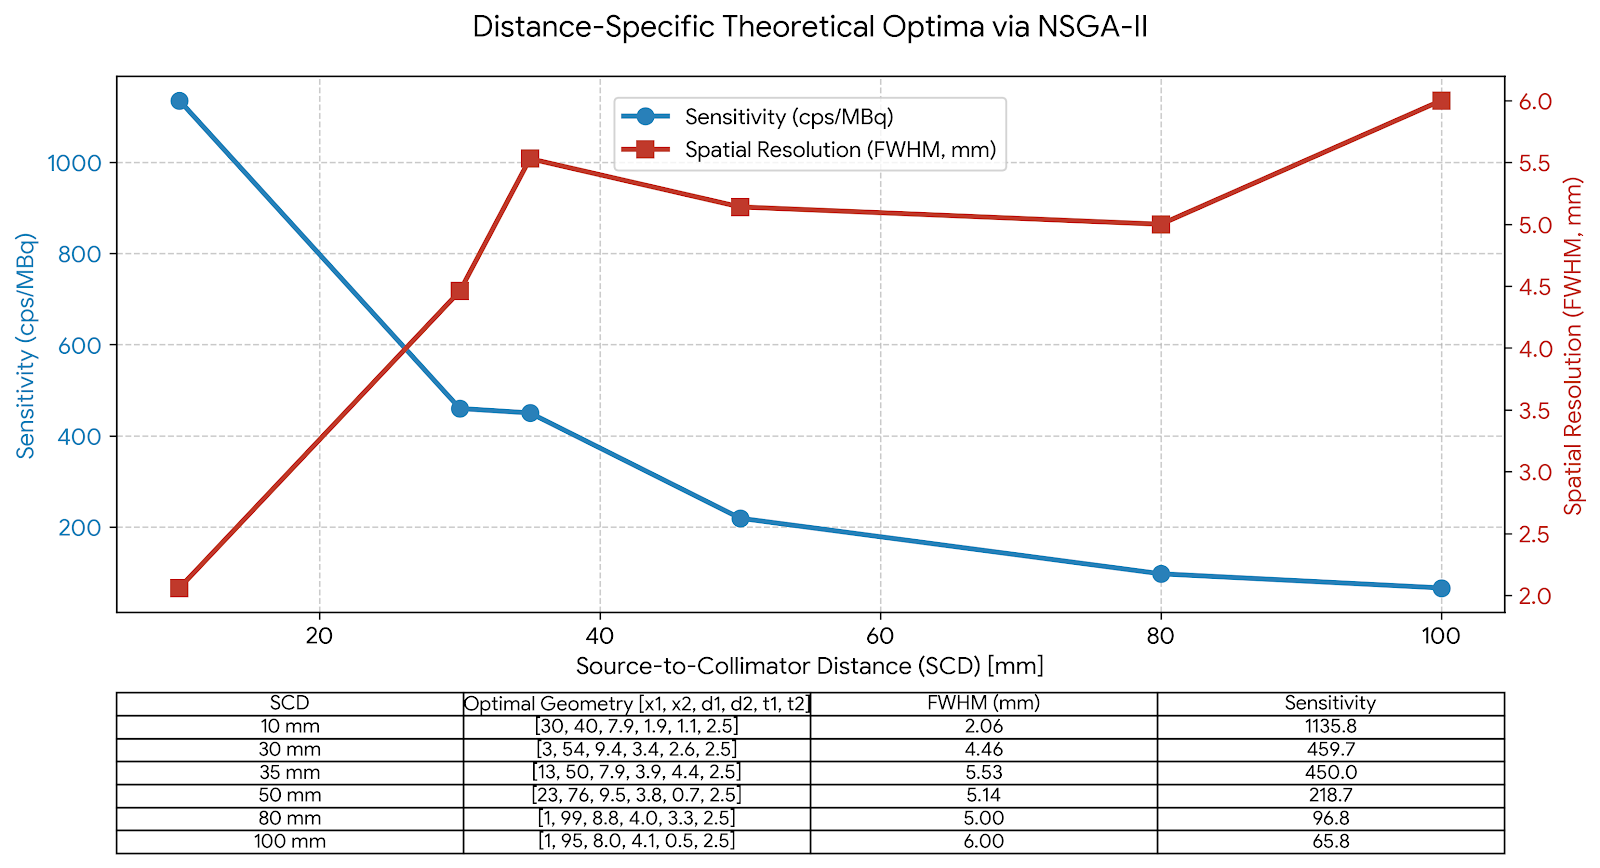 Distance-Specific Theoretical Optima via NSGA-II
Sensitivity (cps/MBq)
Spatial Resolution (FWHM, mm)
1000
800
600
400
200
Sensitivity (cps/MBq)
6.0
5.5
5.0
4.5
4.0
3.5
3.0
2.5
2.0
Spatial Resolution (FWHM, mm)
20 40 60 80 100
Source-to-Collimator Distance (SCD) [mm]
SCD Optimal Geometry [x1, x2, d1, d2, t1, t2] FWHM (mm) Sensitivity
10 mm [30, 40, 7.9, 1.9, 1.1, 2.5] 2.06 1135.8
30 mm [3, 54, 9.4, 3.4, 2.6, 2.5] 4.46 459.7
35 mm [13, 50, 7.9, 3.9, 4.4, 2.5] 5.53 450.0
50 mm [23, 76, 9.5, 3.8, 0.7, 2.5] 5.14 218.7
80 mm [1, 99, 8.8, 4.0, 3.3, 2.5] 5.00 96.8
100 mm [1, 95, 8.0, 4.1, 0.5, 2.5] 6.00 65.8